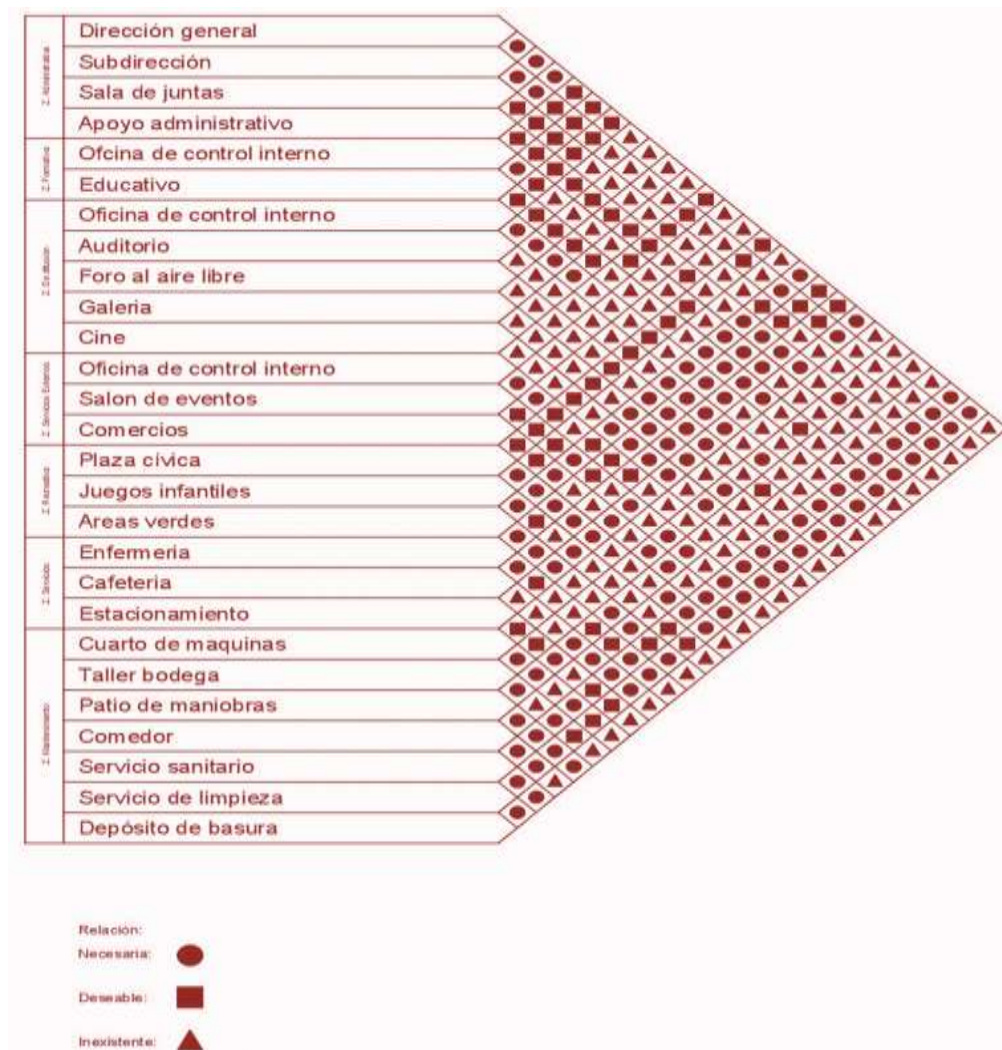 Dirección general
Subdirección
Sala de juntas
Apoyo administrativo
Ofcina de control interno
Educativo
Oficina de control interno
Auditorio
Foro al aire libre
Galeria
Cine
Oficina de control interno
Salon de eventos
Comercios
Plaza cívica
Juegos infantiles
Areas verdes
Enfermeria
Cafeteria
Estacionamiento
Cuarto de maquinas
Taller bodega
Patio de maniobras
Comedor
Servicio sanitario
Servicio de limpieza
Depósito de basura
Relación:
Necesaria:
Deseable:
Inexistente: